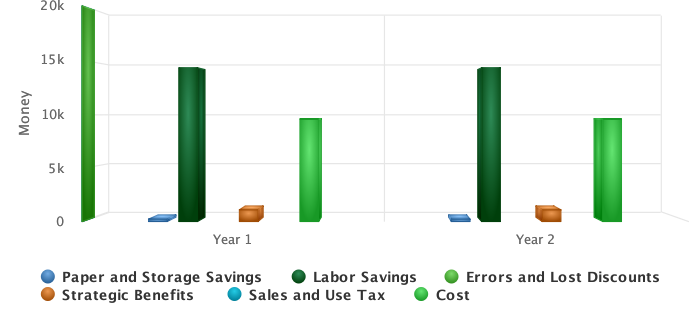 20k
15k
10k
5k
0
Money
Year 1 Year 2
Paper and Storage Savings Labor Savings Errors and Lost Discounts
Strategic Benefits Sales and Use Tax Cost